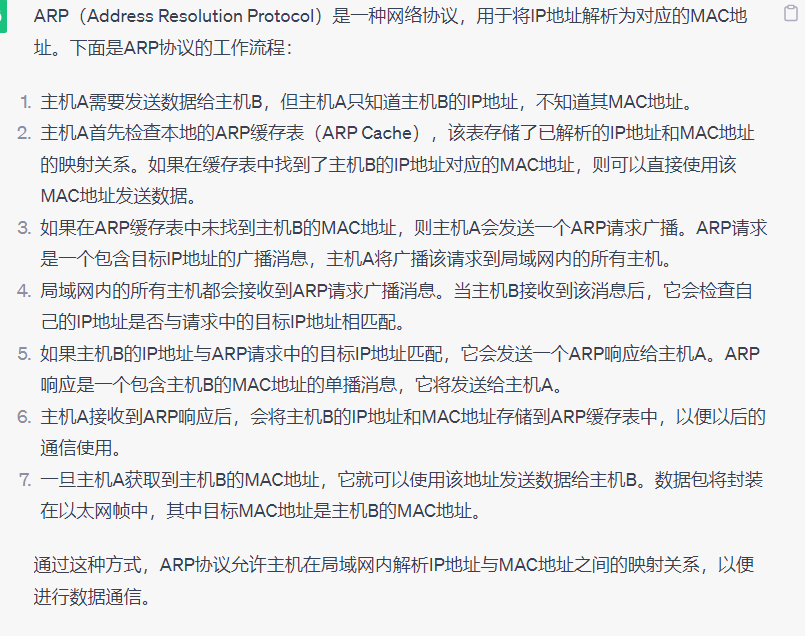 ARP（Address Resolution Protocol）是一种网络协议，用于将IP地址解析为对应的MAC地
址。下面是ARP协议的工作流程：
1. 主机A需要发送数据给主机B，但主机A只知道主机B的IP地址，不知道其MAC地址。
2. 主机A首先检查本地的ARP缓存表（ARP Cache），该表存储了已解析的IP地址和MAC地址
的映射关系。如果在缓存表中找到了主机B的IP地址对应的MAC地址，则可以直接使用该
MAC地址发送数据。
3. 如果在ARP缓存表中未找到主机B的MAC地址，则主机A会发送一个ARP请求广播。ARP请求
是一个包含目标IP地址的广播消息，主机A将广播该请求到局域网内的所有主机。
4. 局域网内的所有主机都会接收到ARP请求广播消息。当主机B接收到该消息后，它会检查自
己的IP地址是否与请求中的目标IP地址相匹配。
5. 如果主机B的IP地址与ARP请求中的目标IP地址匹配，它会发送一个ARP响应给主机A。ARP
响应是一个包含主机B的MAC地址的单播消息，它将发送给主机A。
6. 主机A接收到ARP响应后，会将主机B的IP地址和MAC地址存储到ARP缓存表中，以便以后的
通信使用。
7. 一旦主机A获取到主机B的MAC地址，它就可以使用该地址发送数据给主机B。数据包将封装
在以太网帧中，其中目标MAC地址是主机B的MAC地址。
通过这种方式，ARP协议允许主机在局域网内解析IP地址与MAC地址之间的映射关系，以便
进行数据通信。